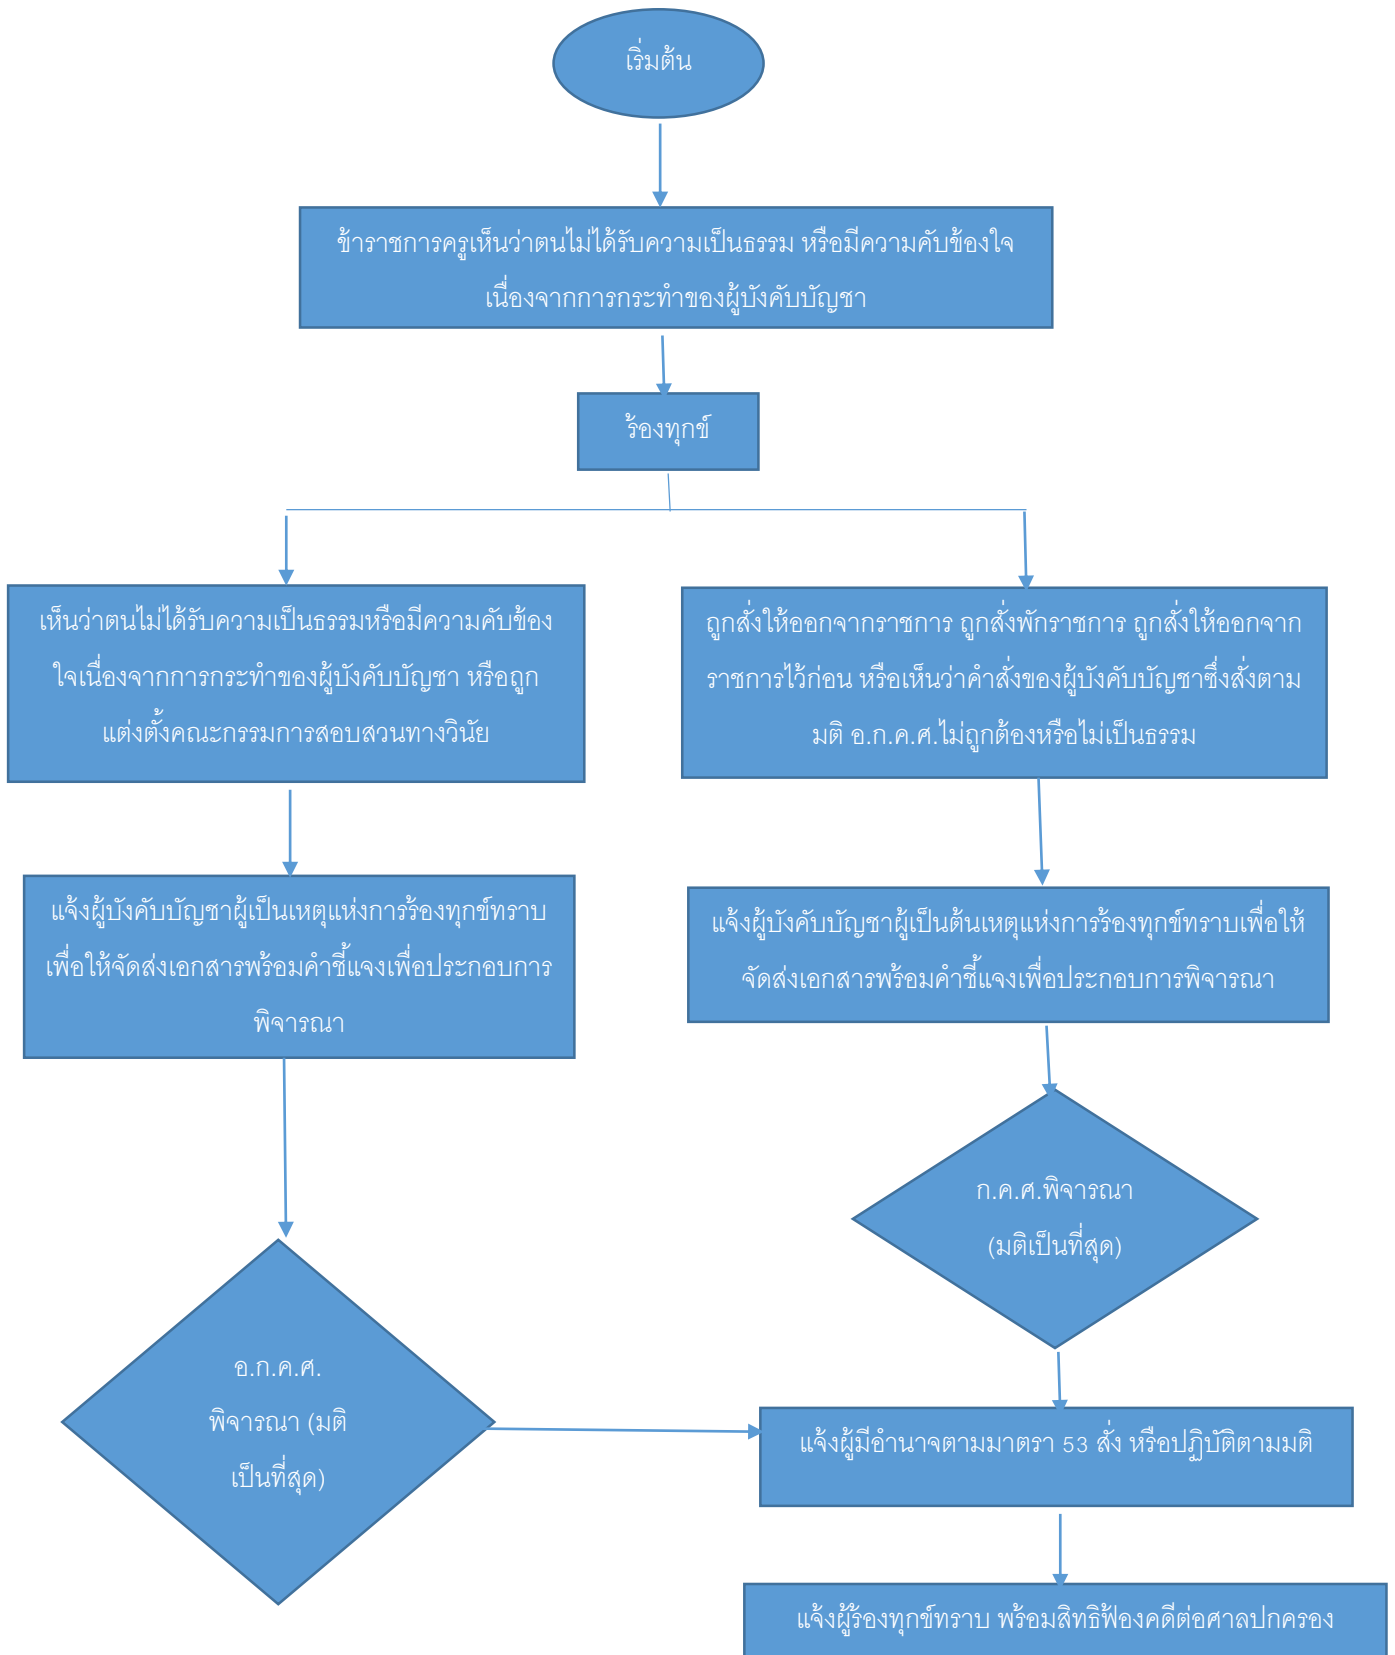 เริ่มต้น
ข้าราชการครูเห็นว่าตนไม่ได้รับความเป็นธรรม หรือมีความคับข้องใจ
เนื่องจากการกระทำของผู้บังคับบัญชา
ร้องทุกข์
เห็นว่าตนไม่ได้รับความเป็นธรรมหรือมีความคับข้อง
ใจเนื่องจากการกระทำของผู้บังคับบัญชา หรือถูก
แต่งตั้งคณะกรรมการสอบสวนทางวินัย
ถูกสั่งให้ออกจากราชการ ถูกสั่งพักราชการ ถูกสั่งให้ออกจาก
ราชการไว้ก่อน หรือเห็นว่าคำสั่งของผู้บังคับบัญชาซึ่งสั่งตาม
มติ อ.ก.ค.ศ.ไม่ถูกต้องหรือไม่เป็นธรรม
แจ้งผู้บังคับบัญชาผู้เป็นเหตุแห่งการร้องทุกข์ทราบ
เพื่อให้จัดส่งเอกสารพร้อมคำชี้แจงเพื่อประกอบการ
พิจารณา
แจ้งผู้บังคับบัญชาผู้เป็นต้นเหตุแห่งการร้องทุกข์ทราบเพื่อให้
จัดส่งเอกสารพร้อมคำชี้แจงเพื่อประกอบการพิจารณา
ก.ค.ศ.พิจารณา
(มติเป็นที่สุด)
อ.ก.ค.ศ.
พิจารณา (มติ
เป็นที่สุด)
แจ้งผู้มีอำนาจตามมาตรา 53 สั่ง หรือปฏิบัติตามมติ
แจ้งผู้ร้องทุกข์ทราบ พร้อมสิทธิฟ้องคดีต่อศาลปกครอง